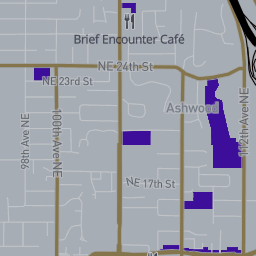 Brief Encounter Café
NE 24th St
NE 23rd St
Ashwood
98th Ave NE
100th Ave NE
112th Ave NE
NE 17th St